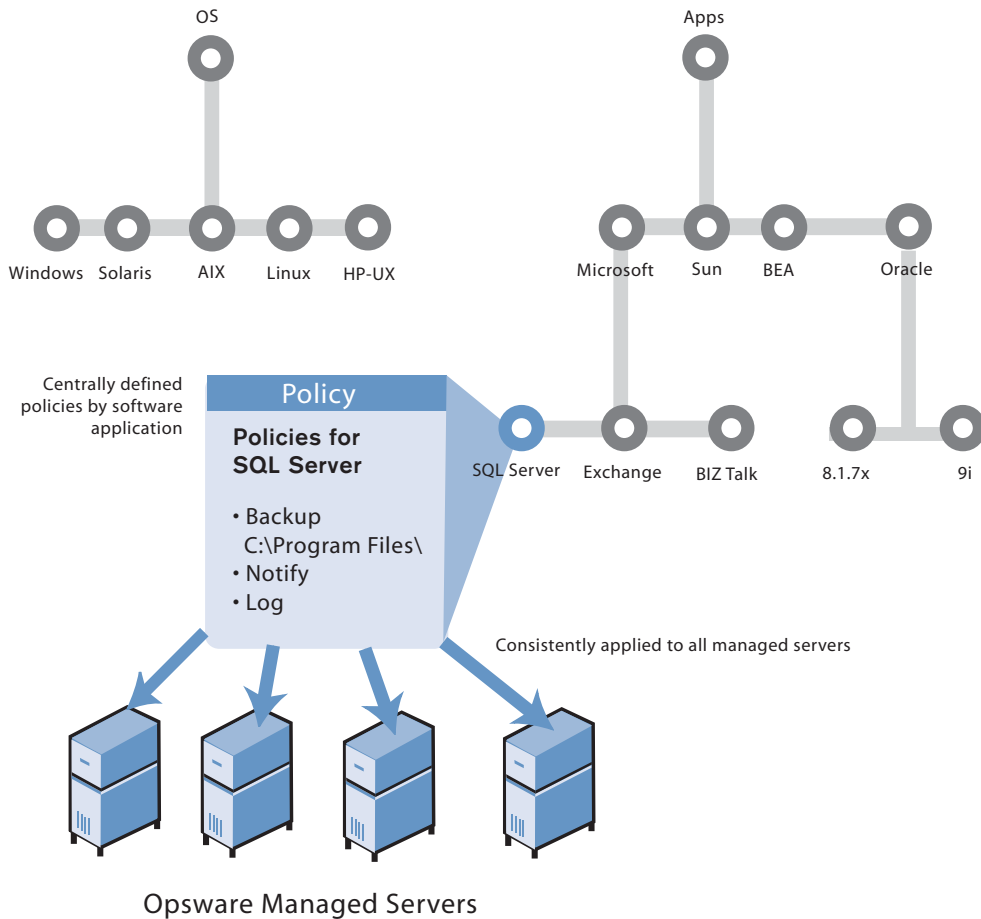 OS
Apps
Windows
Solaris
AIX
Linux
HP-UX
Microsoft
Sun
BEA
Oracle
Centrally defined
policies by software
application
Policy
Policies for
SQL Server
• Backup
C:\Program Files\
• Notify
• Log
SQL Server
Exchange
BIZ Talk
8.1.7x
9i
Consistently applied to all managed servers
Opsware Managed Servers